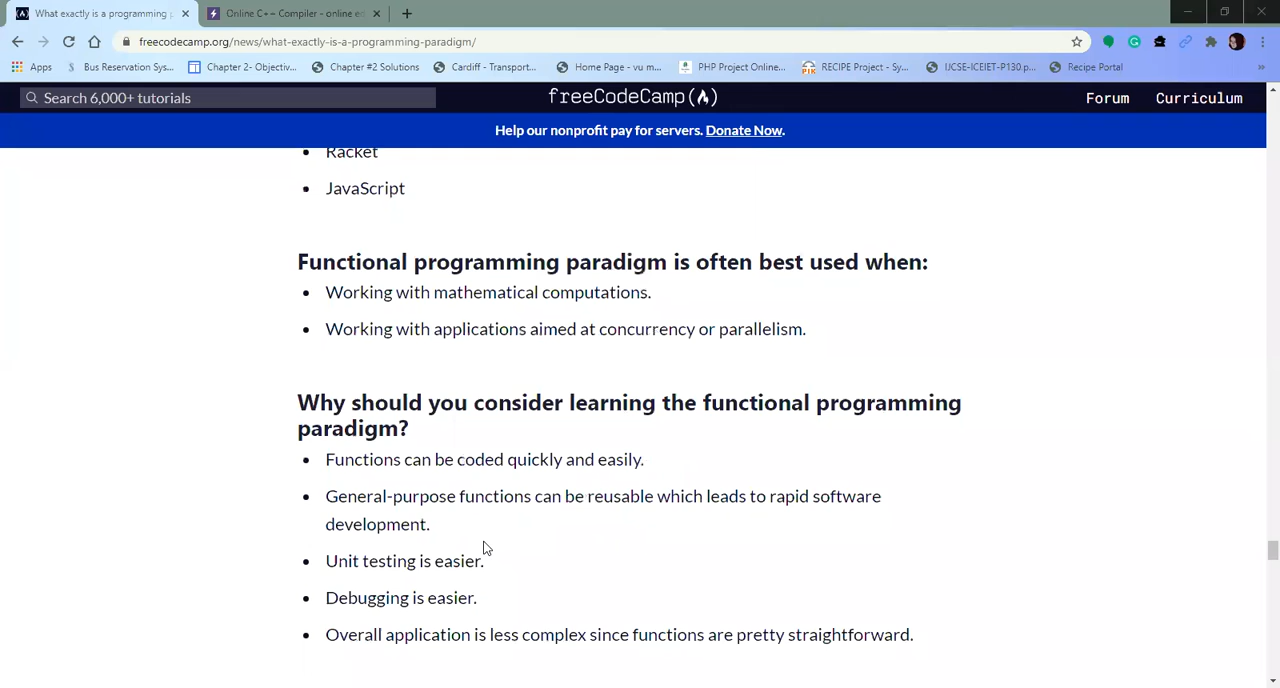 What exactly is a programming p
Online C++ Compiler - online ed
freecodecamp.org/news/what-exactly-is-a-programming-paradigm/
Apps
Bus Reservation Sys...
Chapter 2- Objectiv...
Chapter #2 Solutions
Cardiff - Transport...
Home Page - vu m...
PHP Project Online...
RECIPE Project - Sy...
IJCSE-ICEIET-P130.p...
Recipe Portal
»
Search 6,000+ tutorials
freeCodeCamp
Forum
Curriculum
Help our nonprofit pay for servers. Donate Now.
• Racket
• JavaScript
Functional programming paradigm is often best used when:
• Working with mathematical computations.
• Working with applications aimed at concurrency or parallelism.
Why should you consider learning the functional programming
paradigm?
• Functions can be coded quickly and easily.
• General-purpose functions can be reusable which leads to rapid software
development.
• Unit testing is easier.
• Debugging is easier.
• Overall application is less complex since functions are pretty straightforward.